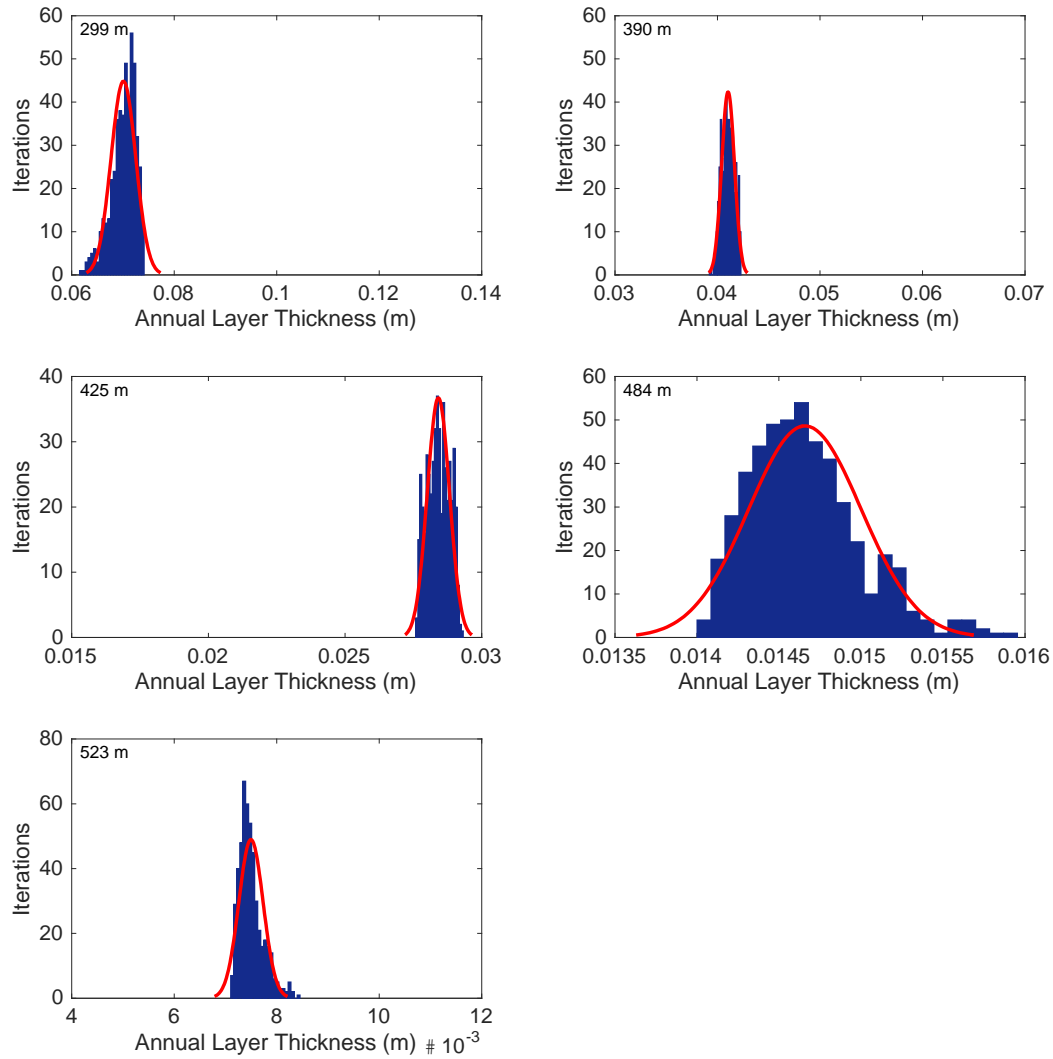 299 m
60
50
40
30
20
10
0
Iterations
0.06 0.08 0.1 0.12 0.14
Annual Layer Thickness (m)
390 m
60
50
40
30
20
10
0
Iterations
0.03 0.04 0.05 0.06 0.07
Annual Layer Thickness (m)
425 m
40
30
20
10
0
Iterations
0.015 0.02 0.025 0.03
Annual Layer Thickness (m)
484 m
60
50
40
30
20
10
0
Iterations
0.0135 0.014 0.0145 0.015 0.0155 0.016
Annual Layer Thickness (m)
523 m
80
60
40
20
0
Iterations
4 6 8 10 12
Annual Layer Thickness (m) # 10-3